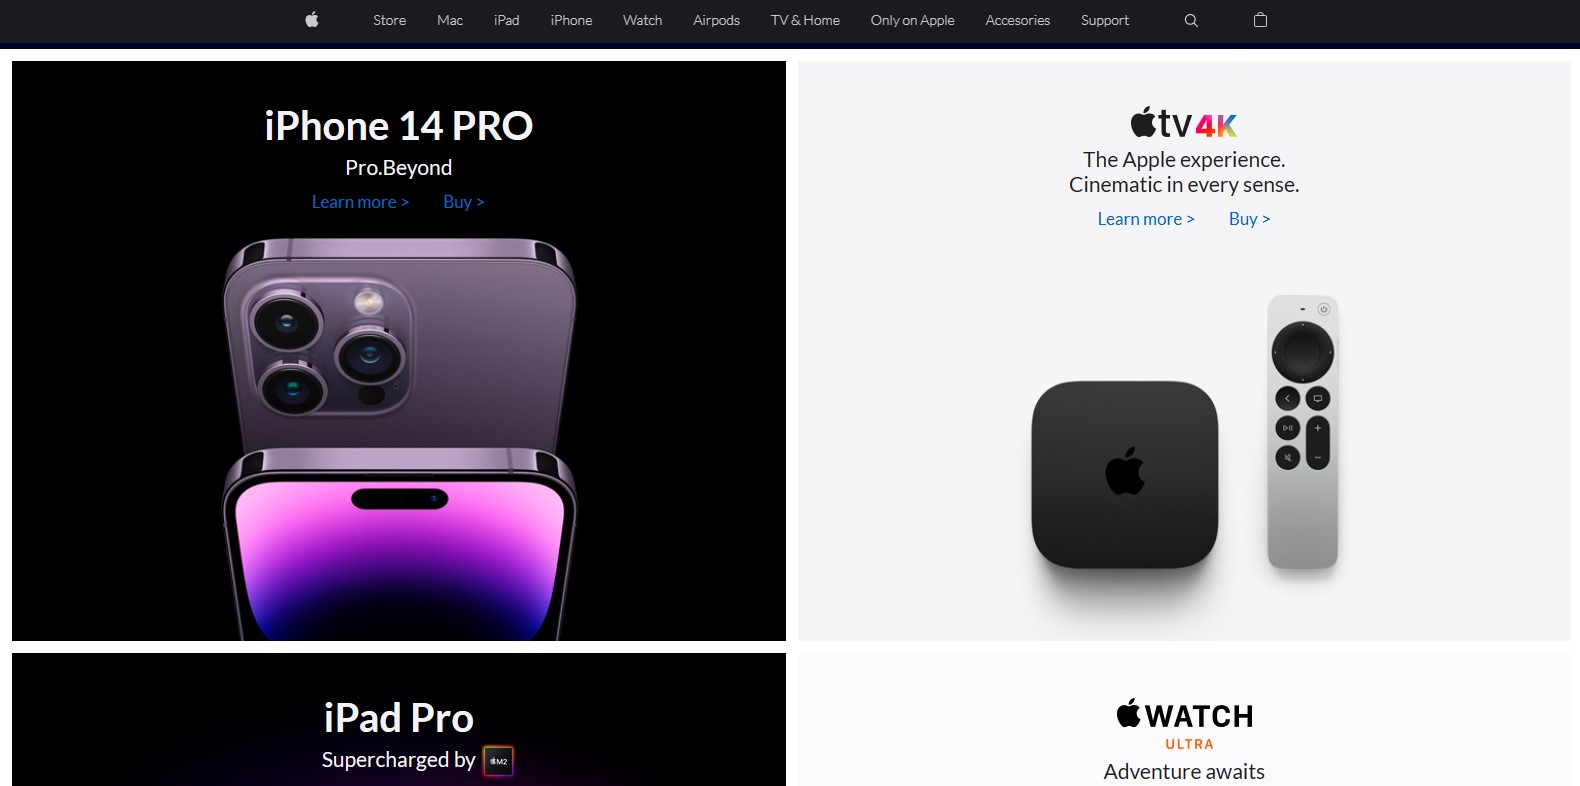 Store Mac iPad iPhone Watch Airpods TV & Home Only on Apple Accesories Support
iPhone 14 PRO
Pro.Beyond
Learn more > Buy >
tv 4K
The Apple experience.
Cinematic in every sense.
Learn more > Buy >
iPad Pro
Supercharged by M2
WATCH
ULTRA
Adventure awaits